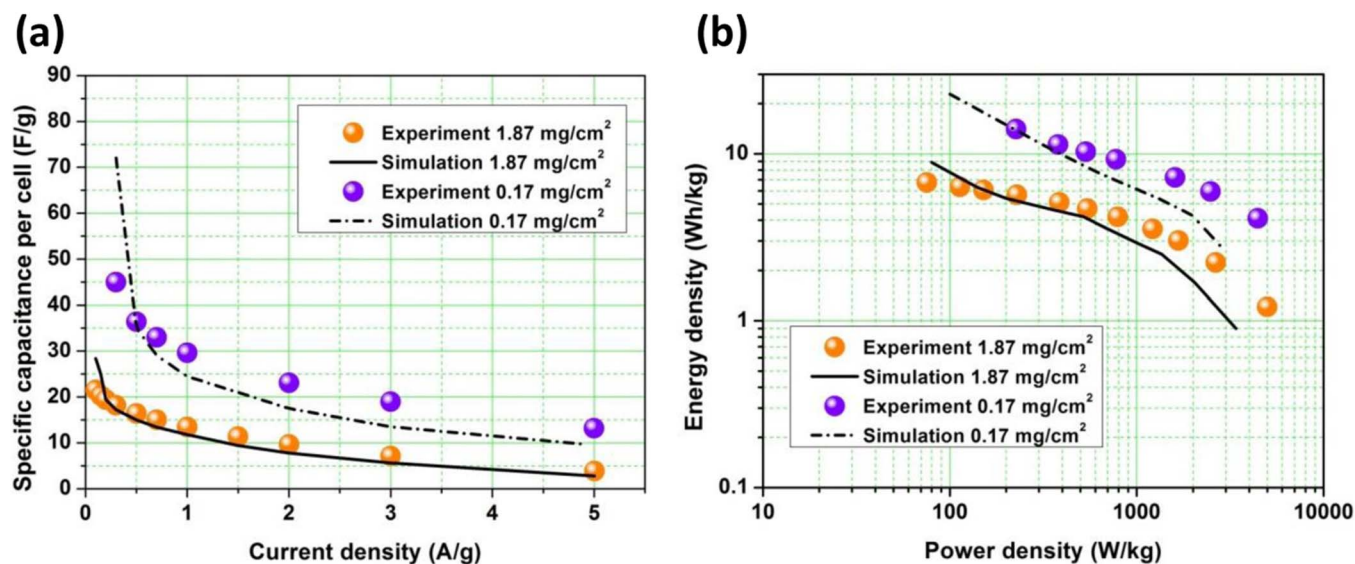 (a)
90
80
70
60
50
40
30
20
10
0
0 1 2 3 4 5
Specific capacitance per cell (F/g)
Current density (A/g)
Experiment 1.87 mg/cm²
Simulation 1.87 mg/cm²
Experiment 0.17 mg/cm²
Simulation 0.17 mg/cm²
(b)
10
1
0.1
10 100 1000 10000
Energy density (Wh/kg)
Power density (W/kg)
Experiment 1.87 mg/cm²
Simulation 1.87 mg/cm²
Experiment 0.17 mg/cm²
Simulation 0.17 mg/cm²